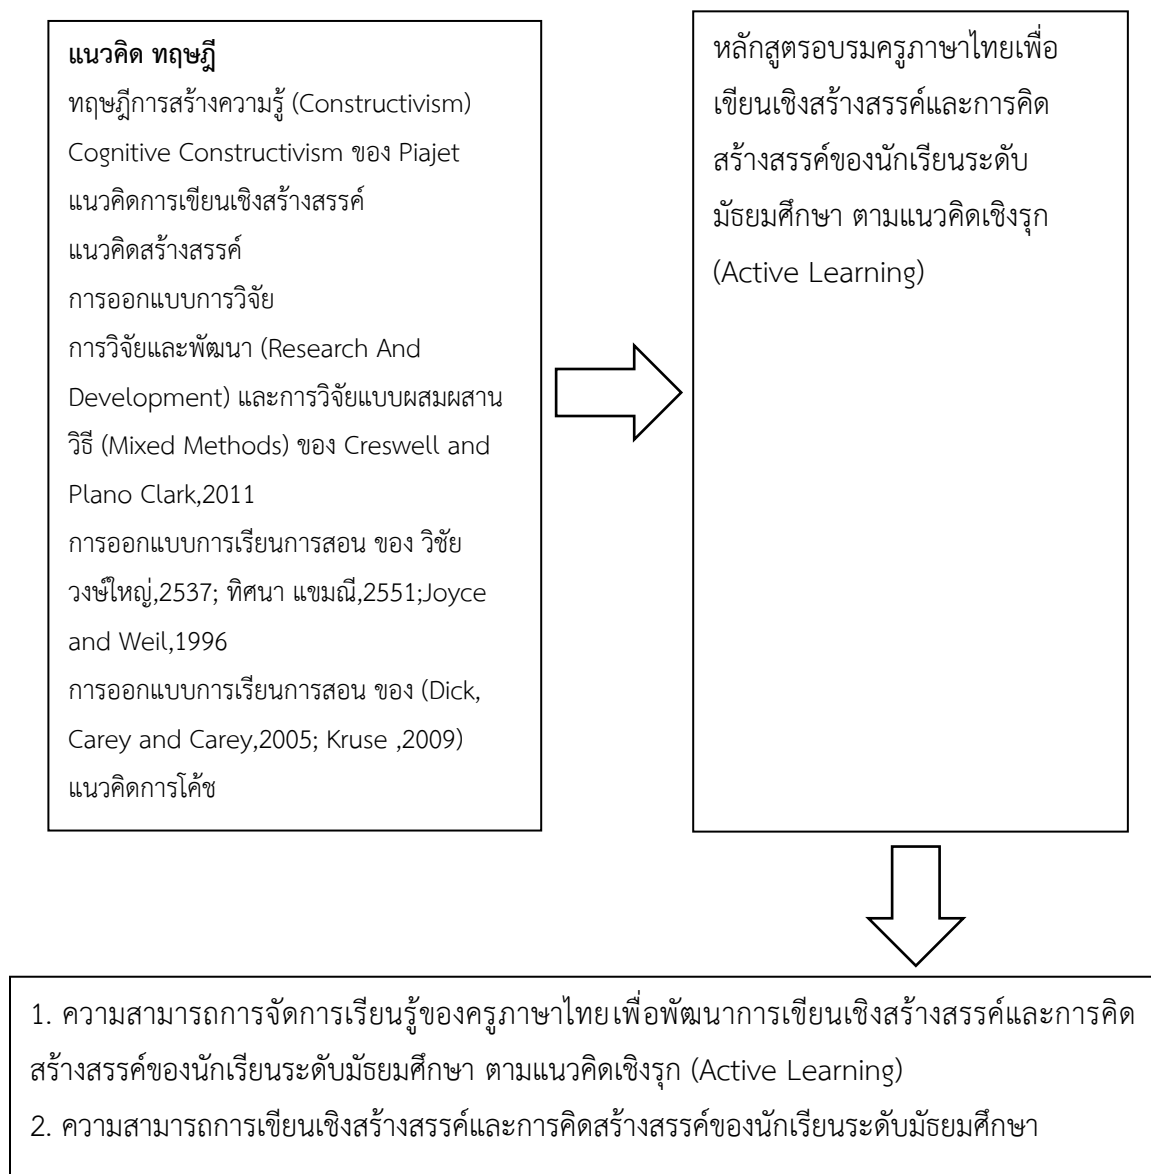 แนวคิด ทฤษฎี
ทฤษฎีการสร้างความรู้ (Constructivism)
Cognitive Constructivism ของ Piajet
แนวคิดการเขียนเชิงสร้างสรรค์
แนวคิดสร้างสรรค์
การออกแบบการวิจัย
การวิจัยและพัฒนา (Research And
Development) และการวิจัยแบบผสมผสาน
วิธี (Mixed Methods) ของ Creswell and
Plano Clark,2011
การออกแบบการเรียนการสอน ของ วิชัย
วงษ์ใหญ่,2537; ทิศนา แขมณี,2551;Joyce
and Weil,1996
การออกแบบการเรียนการสอน ของ (Dick,
Carey and Carey,2005; Kruse ,2009)
แนวคิดการโค้ช
หลักสูตรอบรมครูภาษาไทยเพื่อ
เขียนเชิงสร้างสรรค์และการคิด
สร้างสรรค์ของนักเรียนระดับ
มัธยมศึกษา ตามแนวคิดเชิงรุก
(Active Learning)
1. ความสามารถการจัดการเรียนรู้ของครูภาษาไทยเพื่อพัฒนาการเขียนเชิงสร้างสรรค์และการคิด
สร้างสรรค์ของนักเรียนระดับมัธยมศึกษา ตามแนวคิดเชิงรุก (Active Learning)
2. ความสามารถการเขียนเชิงสร้างสรรค์และการคิดสร้างสรรค์ของนักเรียนระดับมัธยมศึกษา